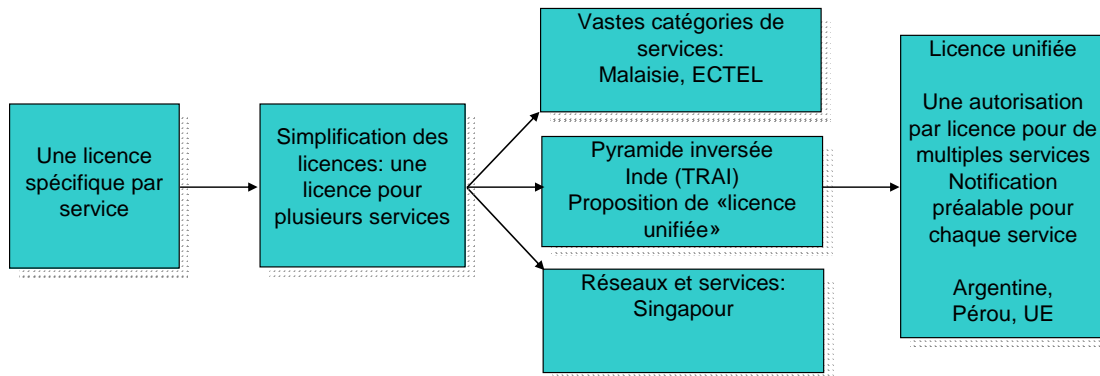 Une licence
spécifique par
service
Simplification des
licences: une
licence pour
plusieurs services
Vastes catégories de
services:
Malaisie, ECTEL
Pyramide inversée
Inde (TRAI)
Proposition de «licence
unifiée»
Réseaux et services:
Singapour
Licence unifiée
Une autorisation
par licence pour de
multiples services
Notification
préalable pour
chaque service
Argentine,
Pérou, UE